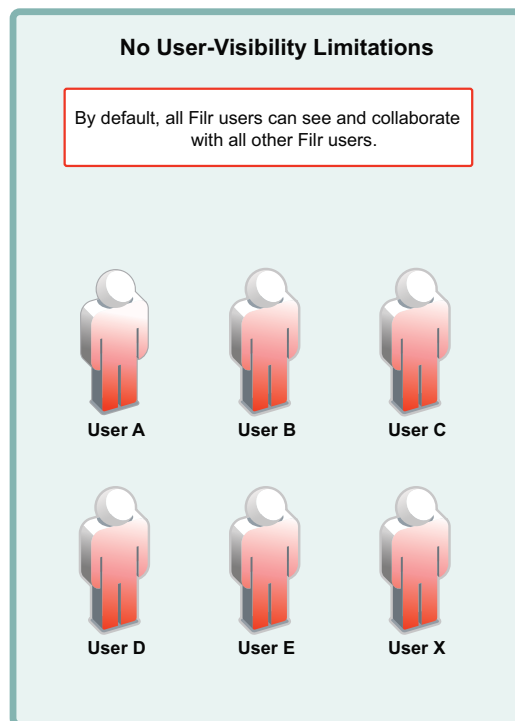 No User-Visibility Limitations
By default, all Filr users can see and collaborate
with all other Filr users.
User A
User B
User C
User D
User E
User X